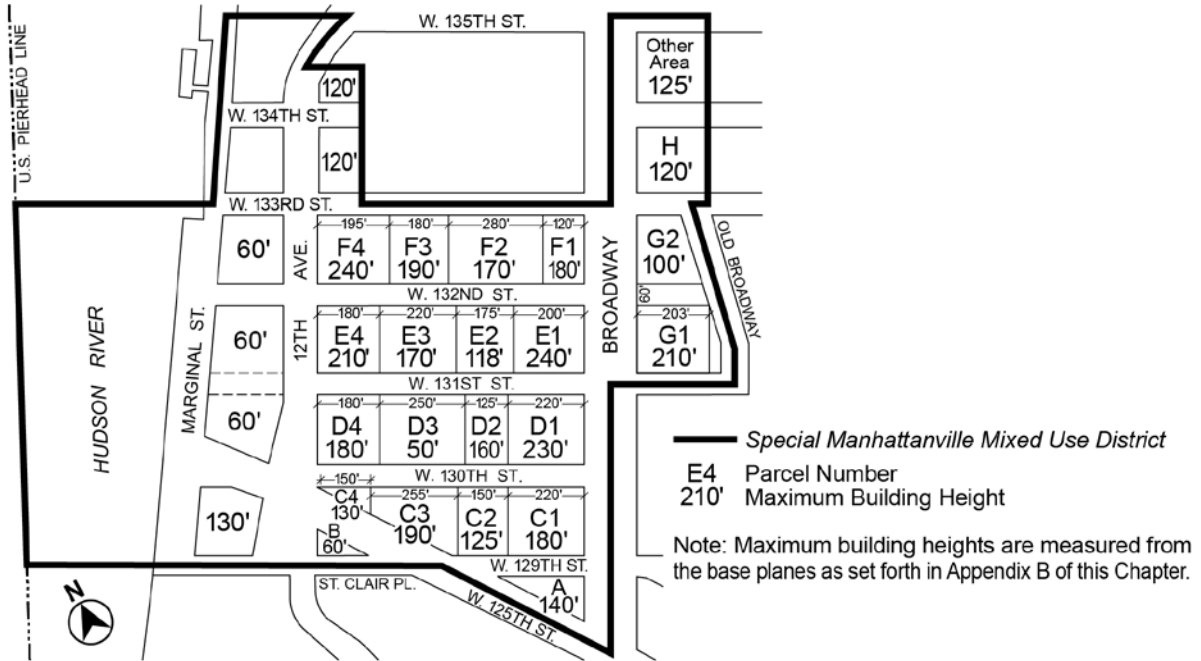 W. 135TH ST.
U.S. PIERHEAD LINE
Other
Area
125'
120'
W. 134TH ST.
120'
H
120'
W. 133RD ST.
60'
12TH AVE.
195'
180'
280'
120'
F4
240'
F3
190'
F2
170'
F1
180'
BROADWAY
G2
100'
OLD BROADWAY
W. 132ND ST.
60'
MARGINAL ST.
HUDSON RIVER
60'
180'
220'
175'
200'
E4
210'
E3
170'
E2
118'
E1
240'
203'
G1
210'
W. 131ST ST.
60'
180'
250'
125'
220'
D4
180'
D3
50'
D2
160'
D1
230'
W. 130TH ST.
130'
150'
C4
130'
B
60'
255'
150'
220'
C3
190'
C2
125'
C1
180'
W. 129TH ST.
ST. CLAIR PL.
W. 125TH ST.
A
140'
N
Special Manhattanville Mixed Use District
E4 Parcel Number
210' Maximum Building Height
Note: Maximum building heights are measured from
the base planes as set forth in Appendix B of this Chapter.